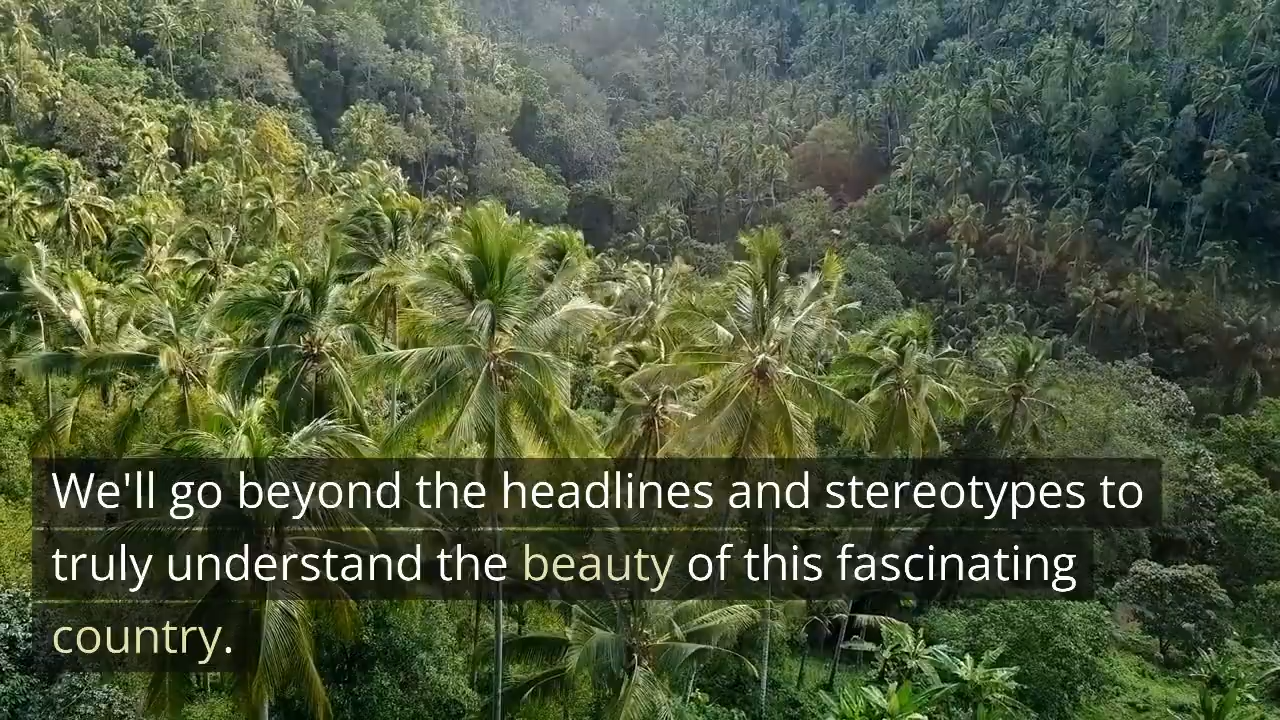 We'll go beyond the headlines and stereotypes to
truly understand the beauty of this fascinating
country.